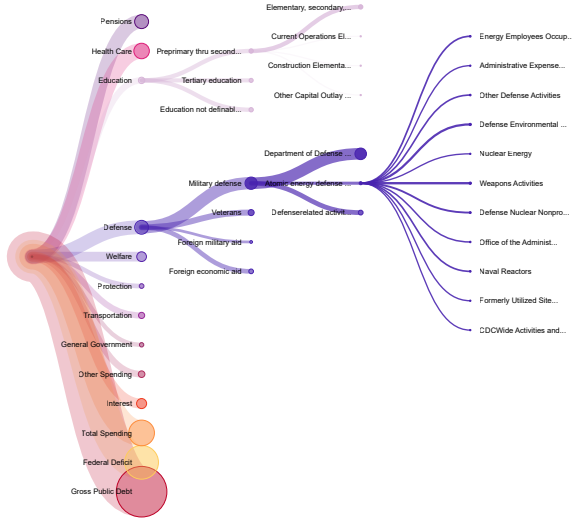 Pensions
Health Care
Education
Defense
Welfare
Protection
Transportation
General Government
Other Spending
Interest
Total Spending
Federal Deficit
Gross Public Debt
Preprimary thru second...
Tertiary education
Education not definabl...
Military defense
Veterans
Foreign military aid
Foreign economic aid
Elementary, secondary,...
Current Operations El...
Construction Elementa...
Other Capital Outlay ...
Department of Defense ...
Atomic energy defense ...
Defenserelated activit...
Energy Employees Occup...
Administrative Expense...
Other Defense Activities
Defense Environmental ...
Nuclear Energy
Weapons Activities
Defense Nuclear Nonpro...
Office of the Administ...
Naval Reactors
Formerly Utilized Site...
CDCWide Activities and...